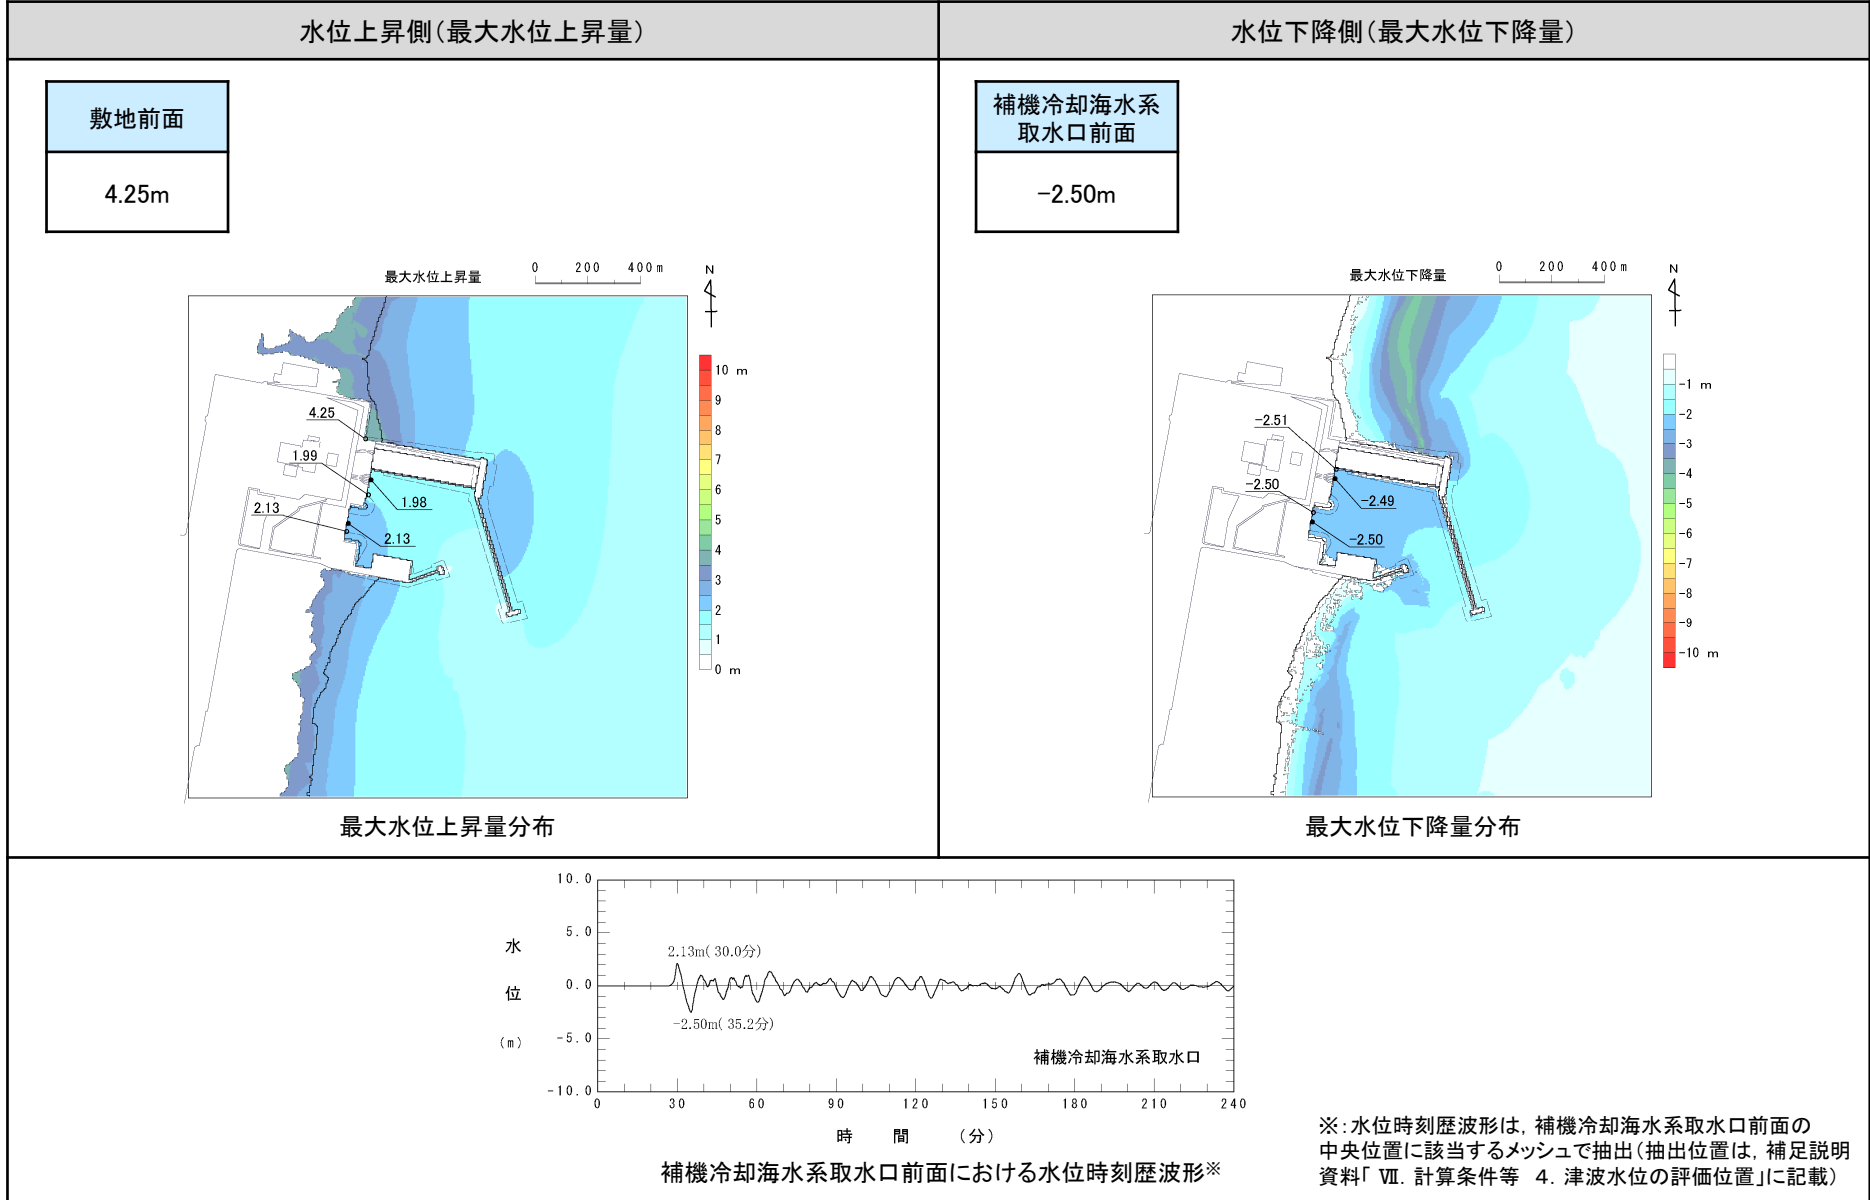 水位上昇側（最大水位上昇量）
水位下降側（最大水位下降量）
敷地前面
4.25m
補機冷却海水系
取水口前面
−2.50m
最大水位上昇量
0 200 400m
N
4.25
1.99
1.98
2.13
2.13
10 m
9
8
7
6
5
4
3
2
1
0 m
最大水位上昇量分布
最大水位下降量
0 200 400m
N
-2.51
-2.50
-2.49
-2.50
-1 m
-2
-3
-4
-5
-6
-7
-8
-9
-10 m
最大水位下降量分布
10.0
5.0
0.0
-5.0
-10.0
水
位
(m)
2.13m( 30.0分)
-2.50m( 35.2分)
補機冷却海水系取水口
0 30 60 90 120 150 180 210 240
時 間 (分)
補機冷却海水系取水口前面における水位時刻歴波形※
※：水位時刻歴波形は，補機冷却海水系取水口前面の
中央位置に該当するメッシュで抽出（抽出位置は，補足説明
資料「 Ⅶ．計算条件等 4．津波水位の評価位置」に記載）